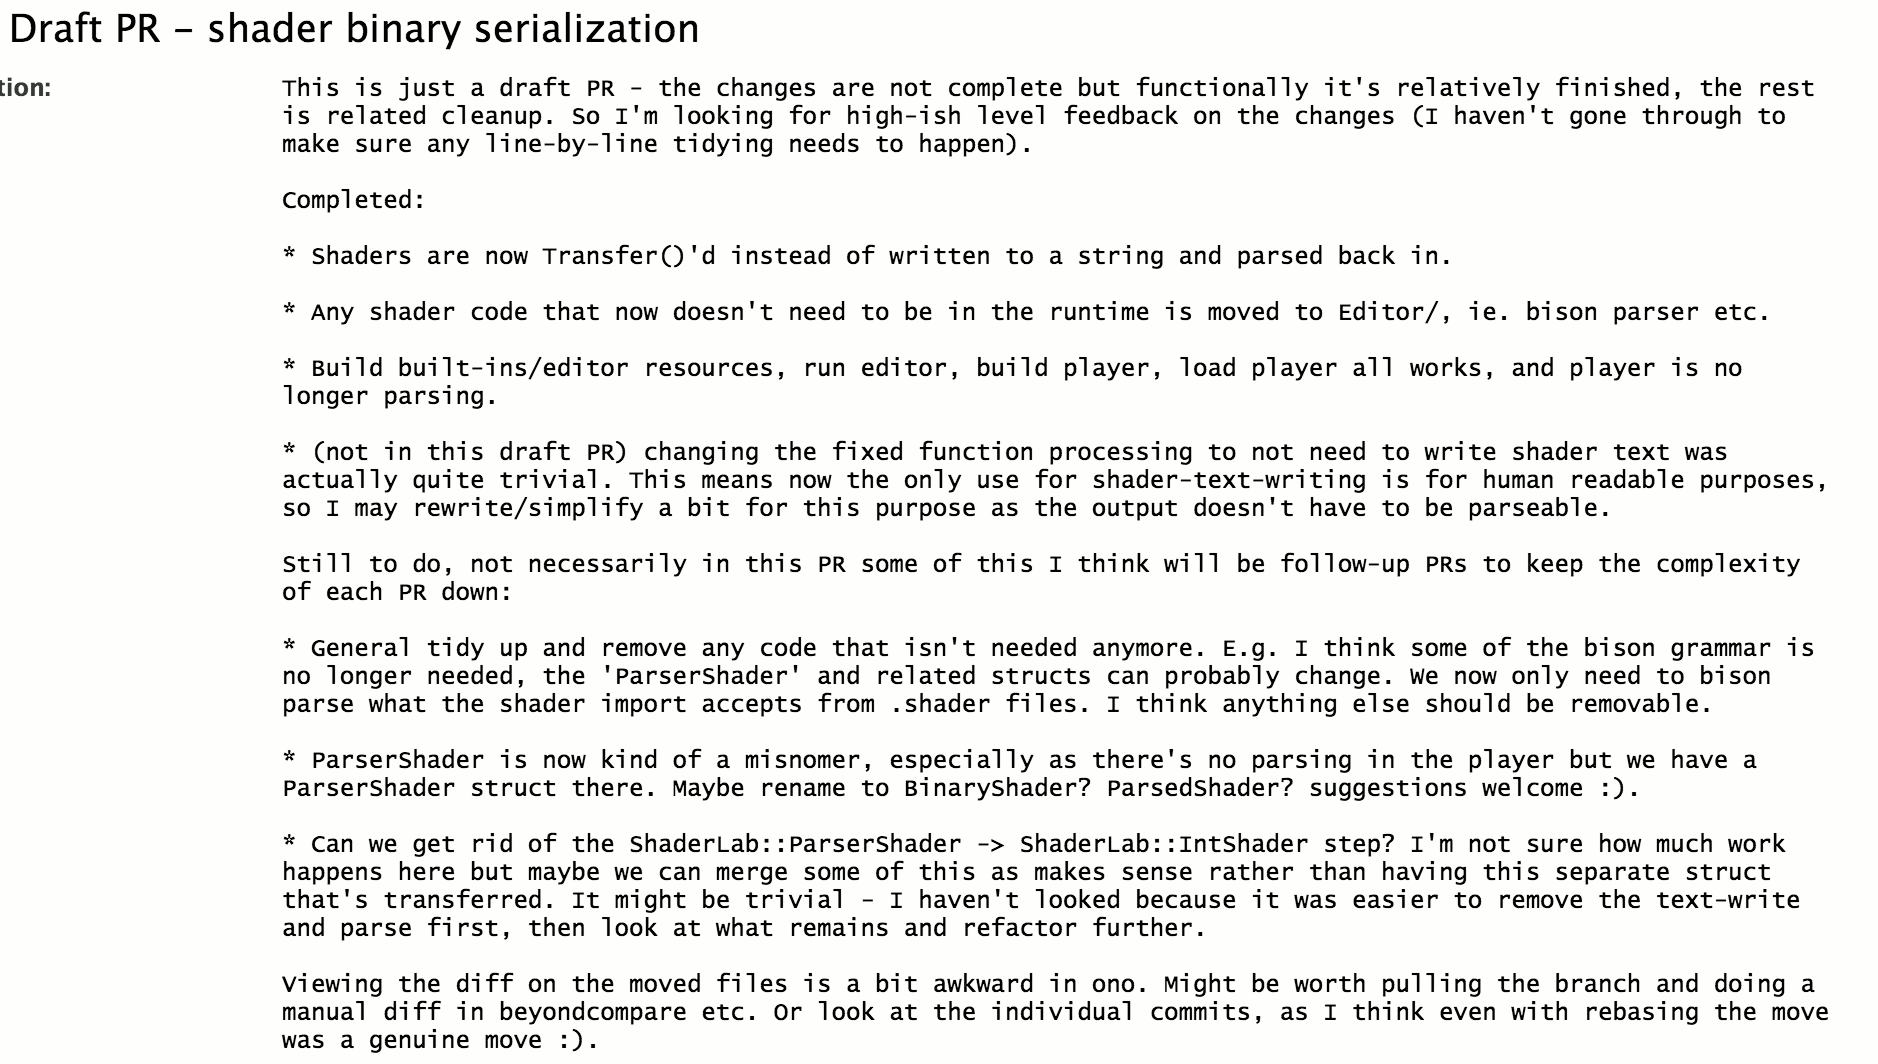 Draft PR – shader binary serialization
tion:
This is just a draft PR - the changes are not complete but functionally it's relatively finished, the rest
is related cleanup. So I'm looking for high-ish level feedback on the changes (I haven't gone through to
make sure any line-by-line tidying needs to happen).
Completed:
* Shaders are now Transfer()'d instead of written to a string and parsed back in.
* Any shader code that now doesn't need to be in the runtime is moved to Editor/, ie. bison parser etc.
* Build built-ins/editor resources, run editor, build player, load player all works, and player is no
longer parsing.
* (not in this draft PR) changing the fixed function processing to not need to write shader text was
actually quite trivial. This means now the only use for shader-text-writing is for human readable purposes,
so I may rewrite/simplify a bit for this purpose as the output doesn't have to be parseable.
Still to do, not necessarily in this PR some of this I think will be follow-up PRs to keep the complexity
of each PR down:
* General tidy up and remove any code that isn't needed anymore. E.g. I think some of the bison grammar is
no longer needed, the 'ParserShader' and related structs can probably change. We now only need to bison
parse what the shader import accepts from .shader files. I think anything else should be removable.
* ParserShader is now kind of a misnomer, especially as there's no parsing in the player but we have a
ParserShader struct there. Maybe rename to BinaryShader? ParsedShader? suggestions welcome :).
* Can we get rid of the ShaderLab::ParserShader -> ShaderLab::IntShader step? I'm not sure how much work
happens here but maybe we can merge some of this as makes sense rather than having this separate struct
that's transferred. It might be trivial - I haven't looked because it was easier to remove the text-write
and parse first, then look at what remains and refactor further.
Viewing the diff on the moved files is a bit awkward in ono. Might be worth pulling the branch and doing a
manual diff in beyondcompare etc. Or look at the individual commits, as I think even with rebasing the move
was a genuine move :).